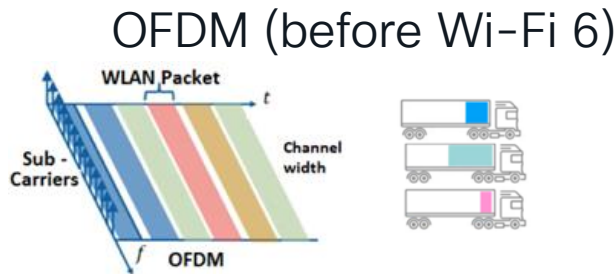 OFDM (before Wi-Fi 6)
WLAN Packet
t
Channel
width
Sub -
Carriers
f
OFDM